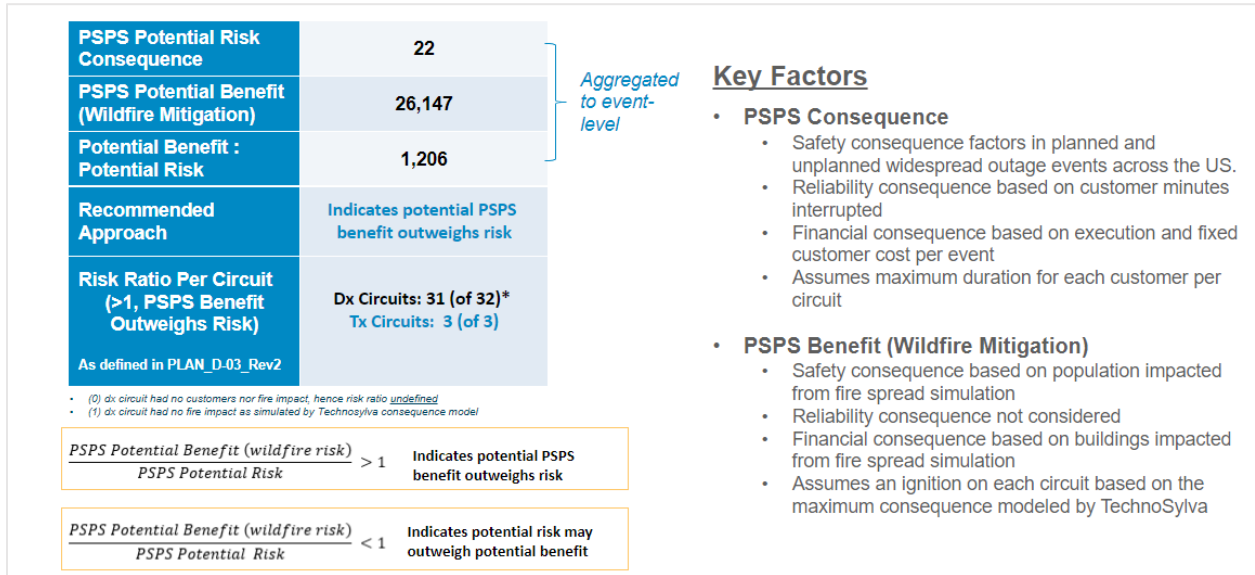 PSPS Potential Risk
Consequence
22
PSPS Potential Benefit
(Wildfire Mitigation)
26,147
Potential Benefit :
Potential Risk
1,206
Aggregated
to event-
level
Recommended
Approach
Indicates potential PSPS
benefit outweighs risk
Risk Ratio Per Circuit
(>1, PSPS Benefit
Outweighs Risk)
As defined in PLAN_D-03_Rev2
Dx Circuits: 31 (of 32)*
Tx Circuits: 3 (of 3)
• (0) dx circuit had no customers nor fire impact, hence risk ratio undefined
• (1) dx circuit had no fire impact as simulated by Technosylva consequence model
PSPS Potential Benefit (wildfire risk)
PSPS Potential Risk
> 1
Indicates potential PSPS
benefit outweighs risk
PSPS Potential Benefit (wildfire risk)
PSPS Potential Risk
< 1
Indicates potential risk may
outweigh potential benefit
Key Factors
• PSPS Consequence
• Safety consequence factors in planned and
unplanned widespread outage events across the US.
• Reliability consequence based on customer minutes
interrupted
• Financial consequence based on execution and fixed
customer cost per event
• Assumes maximum duration for each customer per
circuit
• PSPS Benefit (Wildfire Mitigation)
• Safety consequence based on population impacted
from fire spread simulation
• Reliability consequence not considered
• Financial consequence based on buildings impacted
from fire spread simulation
• Assumes an ignition on each circuit based on the
maximum consequence modeled by TechnoSylva